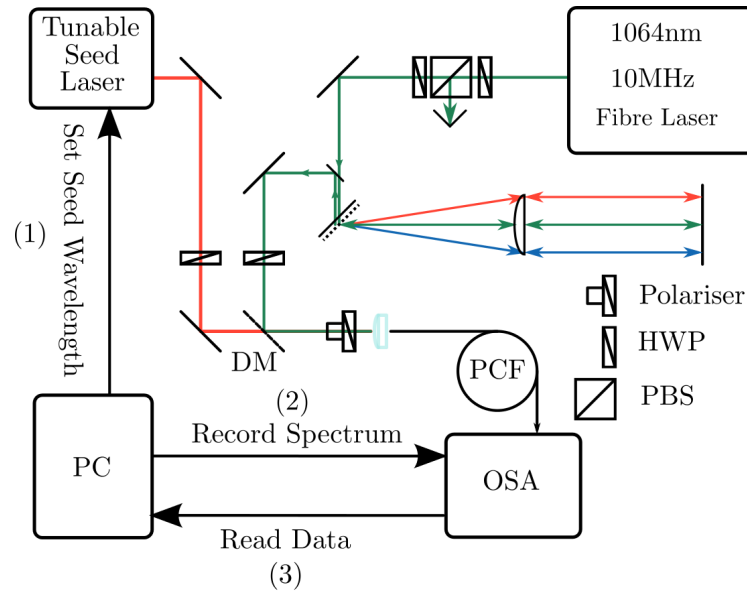 Tunable
Seed
Laser
1064nm
10MHz
Fibre Laser
Set Seed Wavelength
(1)
Polariser
HWP
PBS
DM
PCF
(2)
Record Spectrum
PC
OSA
Read Data
(3)